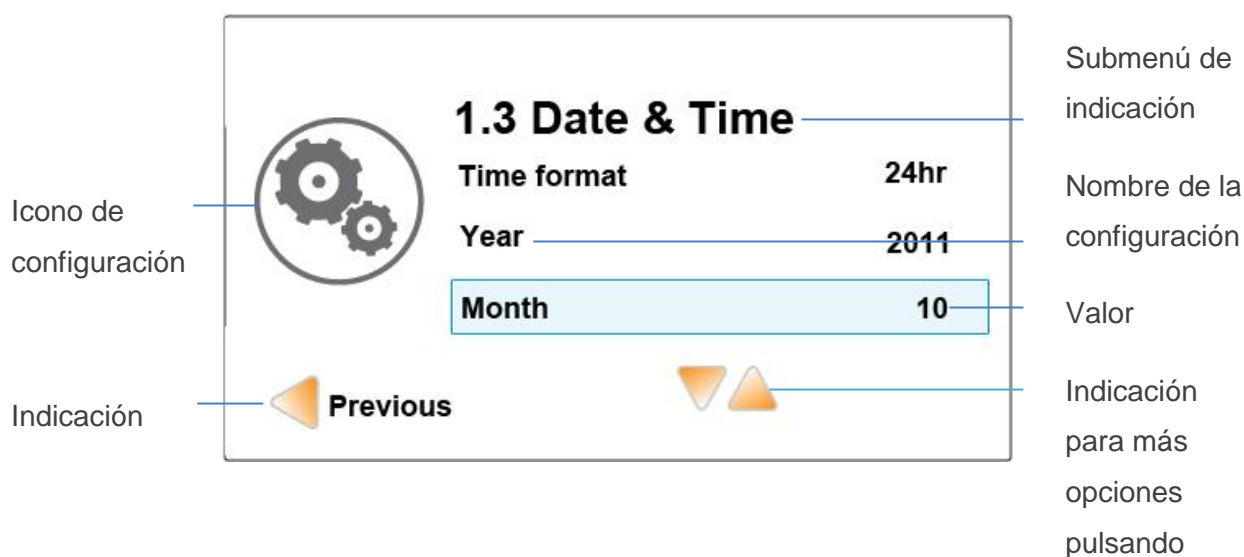 Submenú de
indicación
1.3 Date & Time
Time format 24hr
Nombre de la
configuración
Icono de
configuración
Year 2011
Month 10
Valor
Indicación
Previous
Indicación
para más
opciones
pulsando